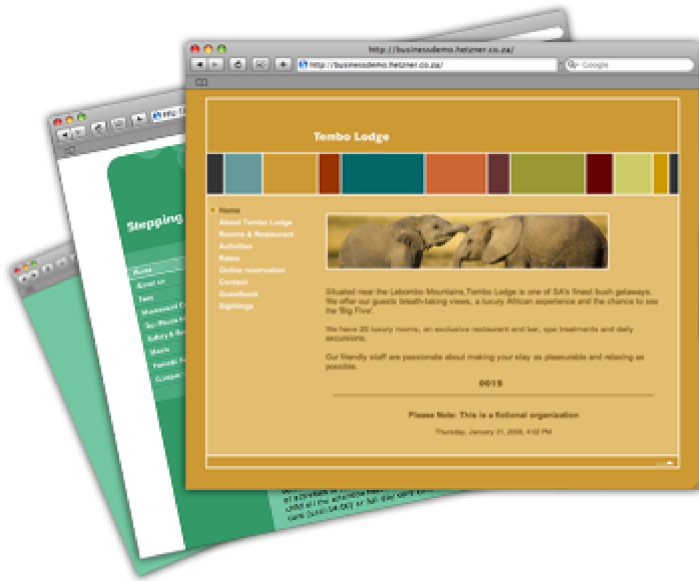 http://businessdemo.hetzner.co.za/
http://businessdemo.hetzner.co.za/
Google
Tembo Lodge
Home
About Tembo Lodge
Rooms & Restaurant
Activities
Rates
Online reservation
Contact
Guestbook
Sightings
Situated near the Lebombo Mountains,Tembo Lodge is one of SA's finest bush getaways.
We offer our guests breath-taking views, a luxury African experience and the chance to see
the 'Big Five'.
We have 20 luxury rooms, an exclusive restaurant and bar, spa treatments and daily
excursions.
Our friendly staff are passionate about making your stay as pleasurable and relaxing as
possible.
0019
Please Note: This is a fictional organization
Thursday, January 31, 2008, 4:02 PM
Stepping
Home
About us
Fees